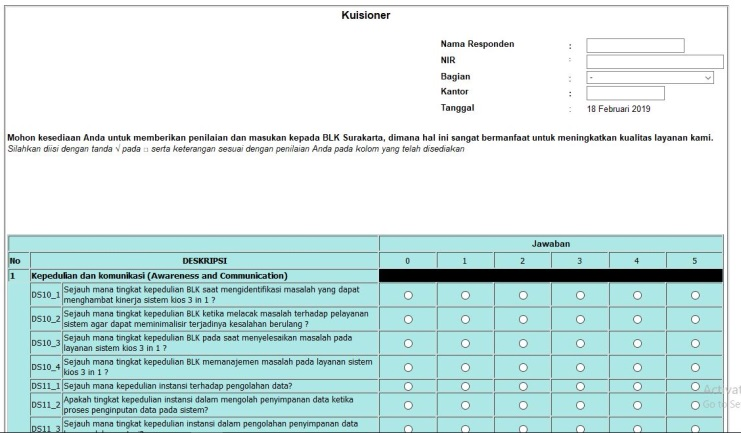 Kuisioner
Nama Responden :
NIR :
Bagian : -
Kantor :
Tanggal : 18 Februari 2019
Mohon kesediaan Anda untuk memberikan penilaian dan masukan kepada BLK Surakarta, dimana hal ini sangat bermanfaat untuk meningkatkan kualitas layanan kami.
Silahkan diisi dengan tanda √ pada □ serta keterangan sesuai dengan penilaian Anda pada kolom yang telah disediakan
Jawaban
No DESKRIPSI 0 1 2 3 4 5
1 Kepedulian dan komunikasi (Awareness and Communication)
DS10_1 Sejauh mana tingkat kepedulian BLK saat mengidentifikasi masalah yang dapat
menghambat kinerja sistem kios 3 in 1 ?
DS10_2 Sejauh mana tingkat kepedulian BLK ketika melacak masalah terhadap pelayanan
sistem agar dapat meminimalisir terjadinya kesalahan berulang ?
DS10_3 Sejauh mana tingkat kepedulian BLK pada saat menyelesaikan masalah pada
layanan sistem kios 3 in 1 ?
DS10_4 Sejauh mana tingkat kepedulian BLK memanajemen masalah pada layanan sistem
kios 3 in 1 ?
DS11_1 Sejauh mana kepedulian instansi terhadap pengolahan data?
DS11_2 Apakah tingkat kepedulian instansi dalam mengolah penyimpanan data ketika
proses penginputan data pada sistem?
DS11_3 Sejauh mana tingkat kepedulian instansi dalam pengolahan penyimpanan data
Activat
Go to Se